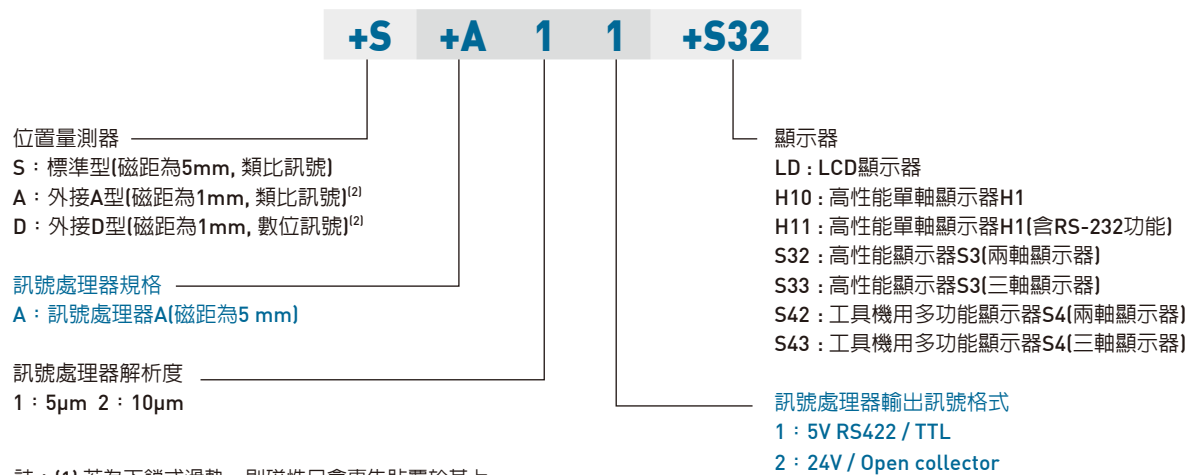 +S +A 1 1 +S32
位置量測器
S：標準型(磁距為5mm, 類比訊號)
A：外接A型(磁距為1mm, 類比訊號)(2)
D：外接D型(磁距為1mm, 數位訊號)(2)
訊號處理器規格
A：訊號處理器A(磁距為5 mm)
訊號處理器解析度
1：5μm 2：10μm
顯示器
LD : LCD顯示器
H10 : 高性能單軸顯示器H1
H11 : 高性能單軸顯示器H1(含RS-232功能)
S32 : 高性能顯示器S3(兩軸顯示器)
S33 : 高性能顯示器S3(三軸顯示器)
S42 : 工具機用多功能顯示器S4(兩軸顯示器)
S43 : 工具機用多功能顯示器S4(三軸顯示器)
訊號處理器輸出訊號格式
1：5V RS422 / TTL
2：24V / Open collector